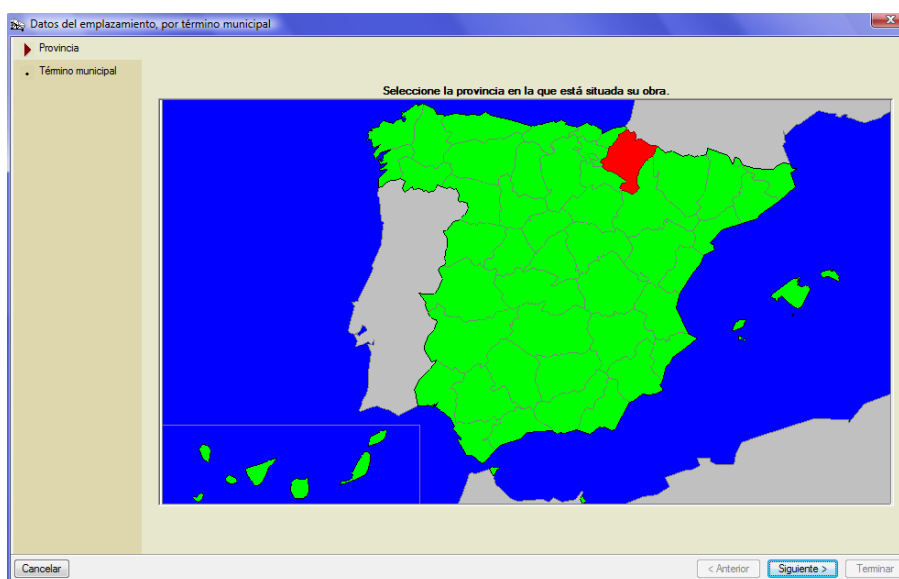 Datos del emplazamiento, por término municipal
Provincia
Término municipal
Seleccione la provincia en la que está situada su obra.
Cancelar
< Anterior
Siguiente >
Terminar